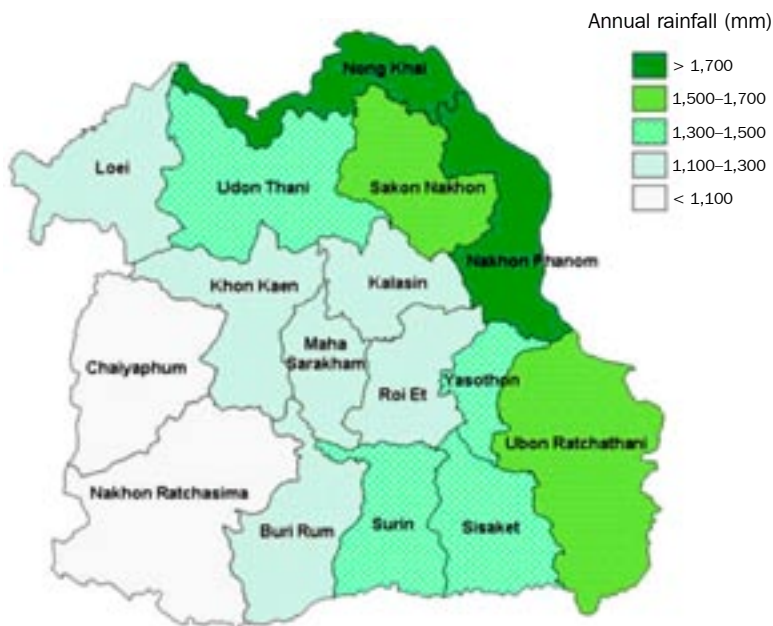 Annual rainfall (mm)
> 1,700
1,500–1,700
1,300–1,500
1,100–1,300
< 1,100
Nong Khai
Loei
Udon Thani
Sakon Nakhon
Nakhon Phanom
Khon Kaen
Kalasin
Chaiyaphum
Maha
Sarakham
Roi Et
Yasothon
Ubon Ratchathani
Nakhon Ratchasima
Buri Rum
Surin
Sisaket